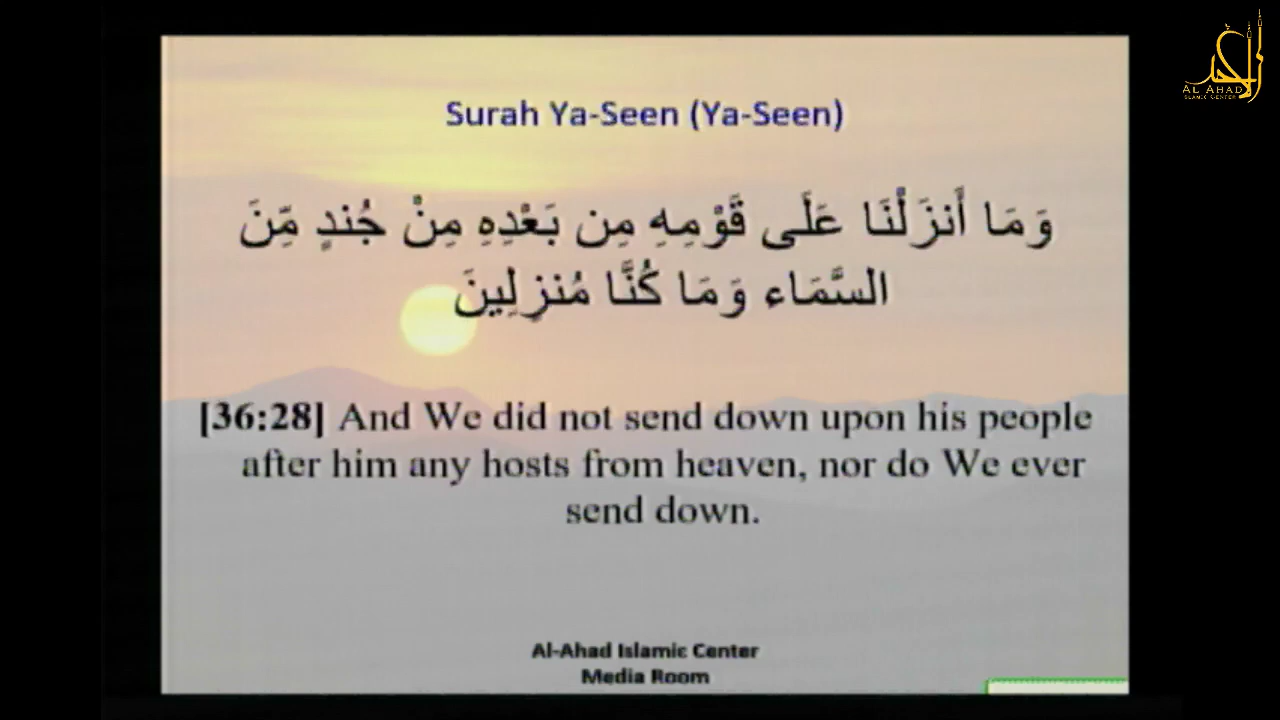 AL AHAD
ISLAMIC CENTER
Surah Ya-Seen (Ya-Seen)
وَمَا أَنزَلْنَا عَلَى قَوْمِهِ مِن بَعْدِهِ مِنْ جُندٍ مِّنَ
السَّمَاء وَمَا كُنَّا مُنزِلِينَ
[36:28] And We did not send down upon his people
after him any hosts from heaven, nor do We ever
send down.
Al-Ahad Islamic Center
Media Room